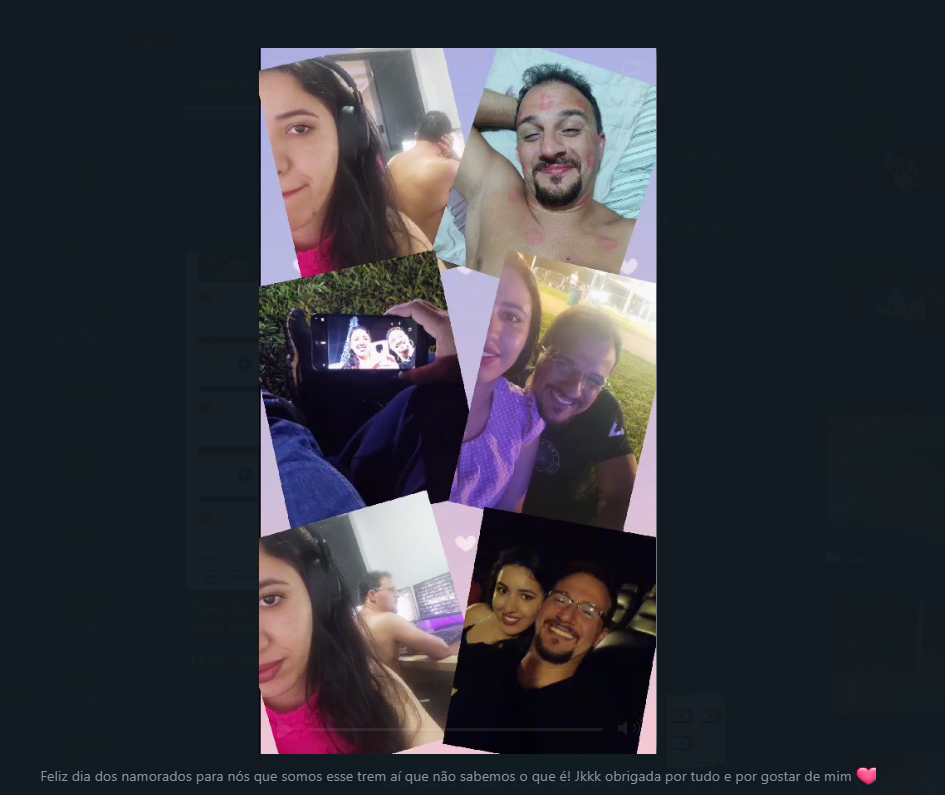 Feliz dia dos namorados para nós que somos esse trem aí que não sabemos o que é! Jkkk obrigada por tudo e por gostar de mim ❤️